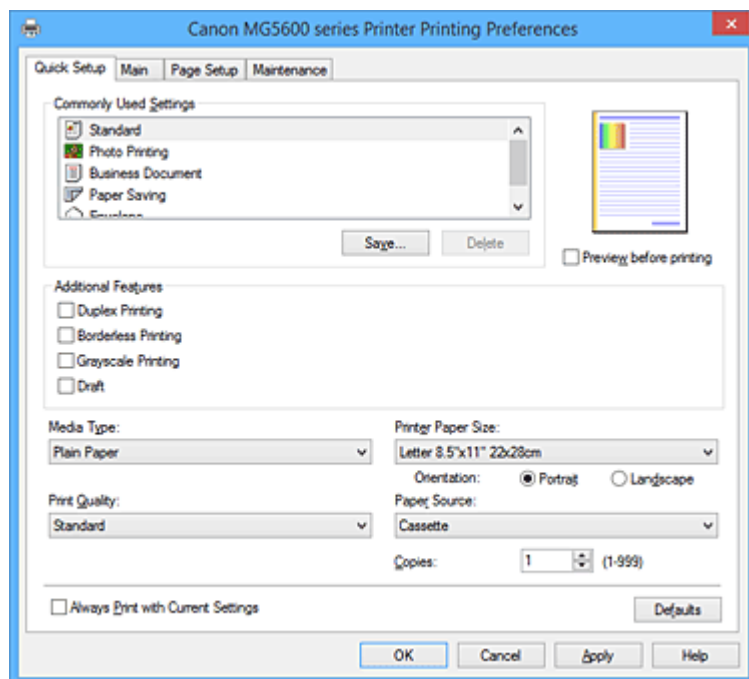 Canon MG5600 series Printer Printing Preferences
Quick Setup Main Page Setup Maintenance
Commonly Used Settings
Standard
Photo Printing
Business Document
Paper Saving
Envelope
Save... Delete
Preview before printing
Additional Features
Duplex Printing
Borderless Printing
Grayscale Printing
Draft
Media Type:
Plain Paper
Printer Paper Size:
Letter 8.5"x11" 22x28cm
Orientation: Portrait Landscape
Print Quality:
Standard
Paper Source:
Cassette
Copies: 1 (1-999)
Always Print with Current Settings
Defaults
OK Cancel Apply Help